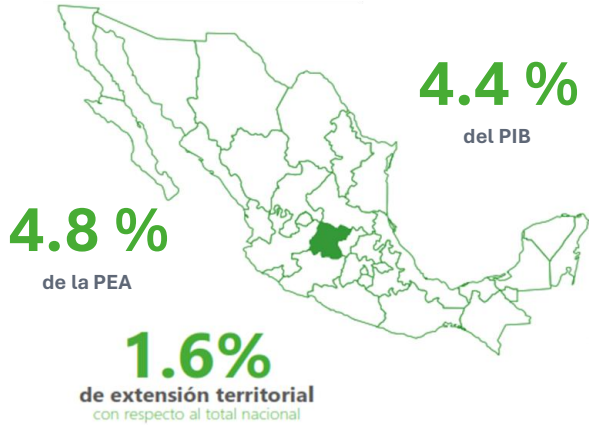 4.4 %
del PIB
4.8 %
de la PEA
1.6%
de extensión territorial
con respecto al total nacional